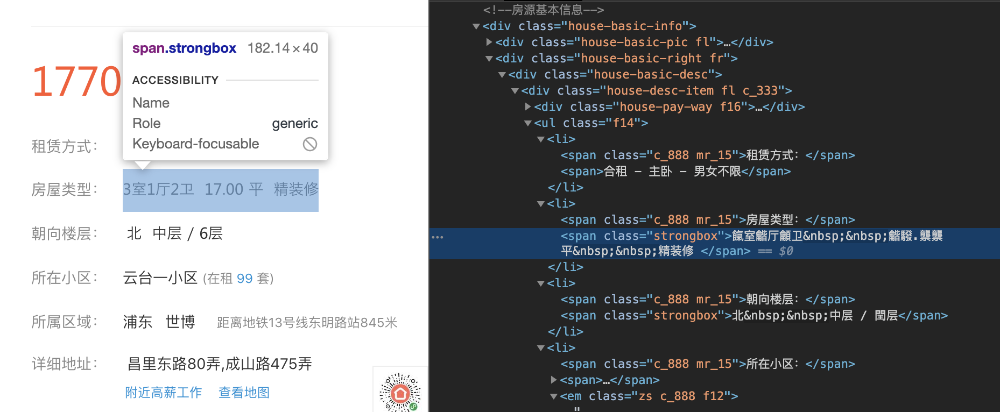 1770
span.strongbox 182.14×40
ACCESSIBILITY
Name
Role generic
Keyboard-focusable
租赁方式：
房屋类型： 3室1厅2卫 17.00 平 精装修
朝向楼层： 北 中层 / 6层
所在小区： 云台一小区 (在租 99 套)
所属区域： 浦东 世博 距离地铁13号线东明路站845米
详细地址： 昌里东路80弄,成山路475弄
附近高薪工作 查看地图
<!--房源基本信息-->
▼<div class="house-basic-info">
▶<div class="house-basic-pic fl">…</div>
▼<div class="house-basic-right fr">
▼<div class="house-basic-desc">
▼<div class="house-desc-item fl c_333">
▶<div class="house-pay-way f16">…</div>
▼<ul class="f14">
▼<li>
<span class="c_888 mr_15">租赁方式：</span>
<span>合租 - 主卧 - 男女不限</span>
</li>
▼<li>
<span class="c_888 mr_15">房屋类型：</span>
<span class="strongbox">餼室龤厅龥卫&nbsp;&nbsp;龤驋.龒龒
平&nbsp;&nbsp;精装修 </span> == $0
</li>
▼<li>
<span class="c_888 mr_15">朝向楼层：</span>
<span class="strongbox">北&nbsp;&nbsp;中层 / 閏层</span>
</li>
▼<li>
<span class="c_888 mr_15">所在小区：</span>
▶<span>…</span>
▼<em class="zs c_888 f12">
"